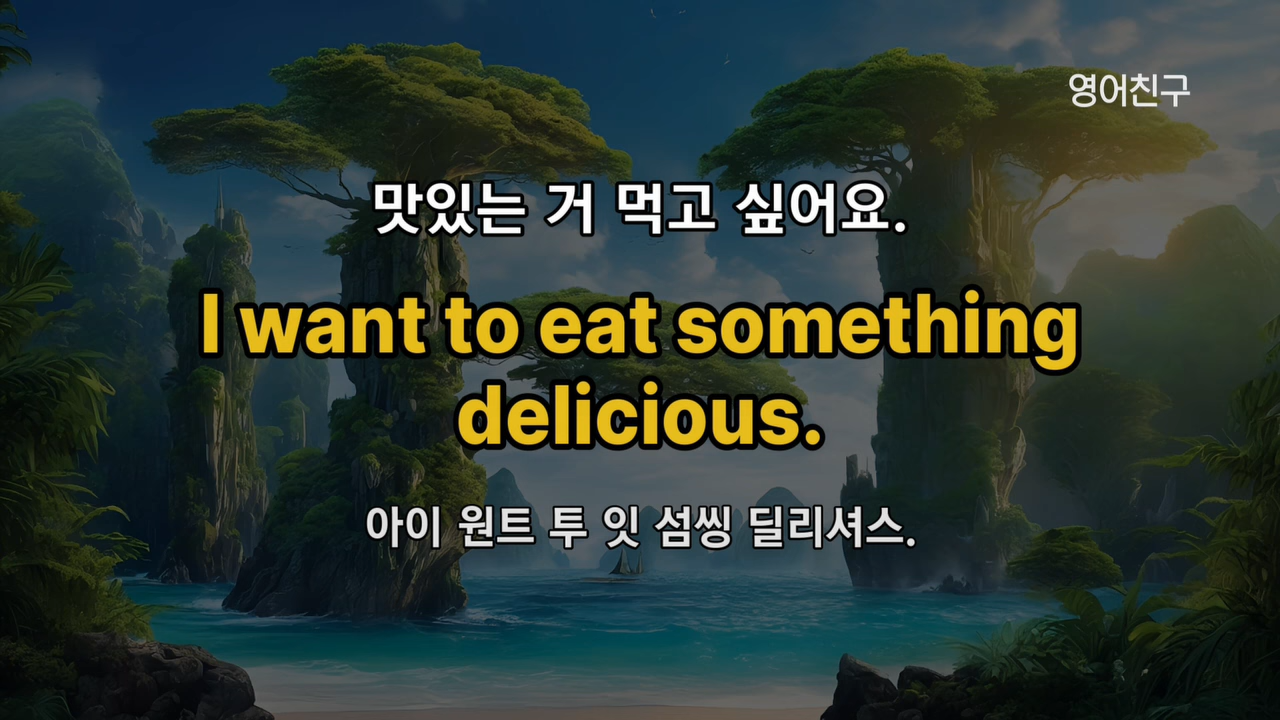 영어친구
맛있는 거 먹고 싶어요.
I want to eat something
delicious.
아이 원트 투 잇 섬씽 딜리셔스.